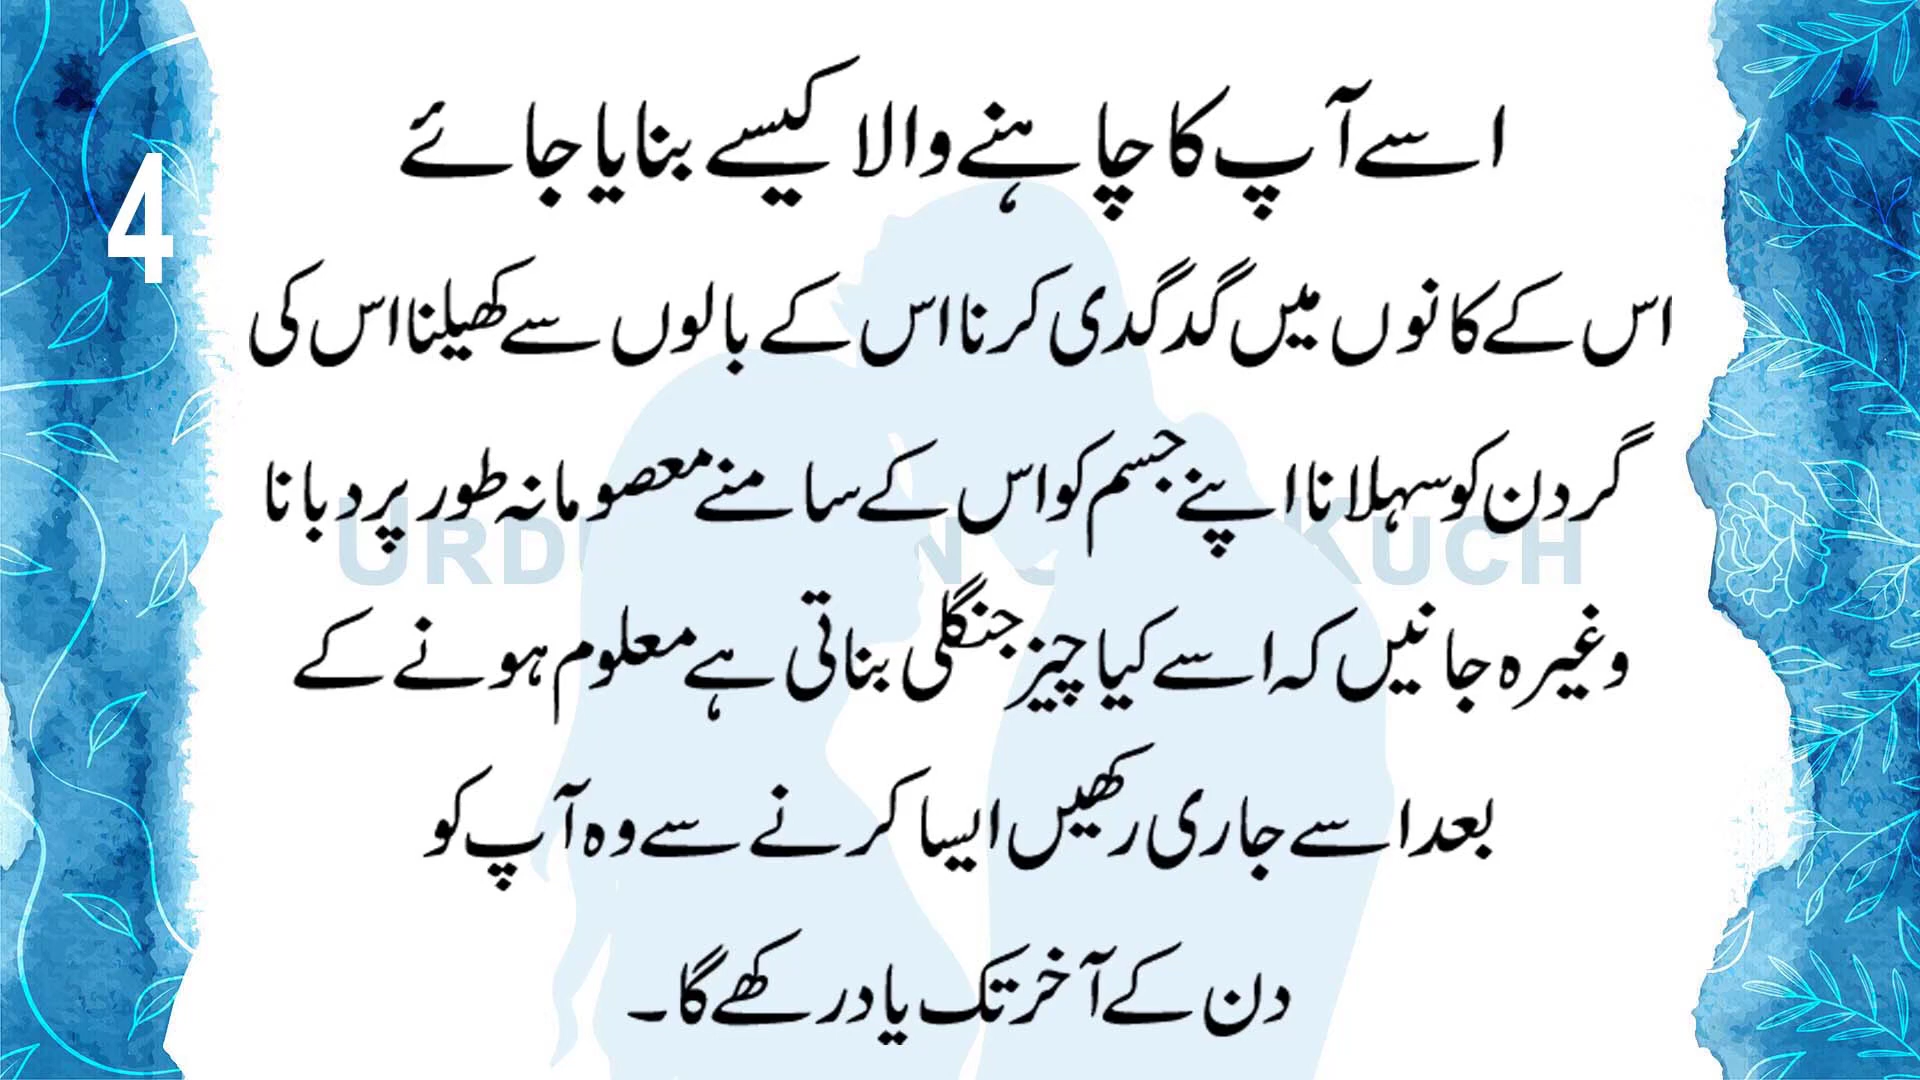 4
اسے آپ کا چاہنے والا کیسے بنایا جائے
اس کے کانوں میں گدگدی کرنا اس کے بالوں سے کھیلنا اس کی
گردن کو سہلانا اپنے جسم کو اس کے سامنے معصومانہ طور پر دبانا
وغیرہ جانیں کہ اسے کیا چیز جنگلی بناتی ہے معلوم ہونے کے
بعد اسے جاری رکھیں ایسا کرنے سے وہ آپ کو
دن کے آخر تک یاد رکھے گا۔
KUCH